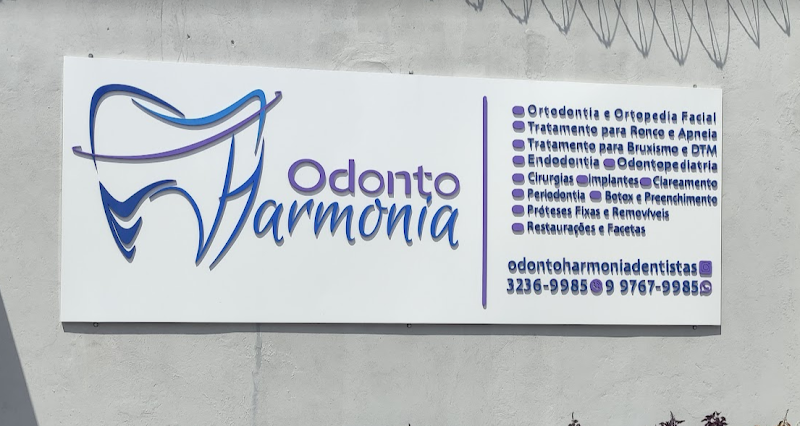 Odonto
Harmonia
Ortodontia e Ortopedia Facial
Tratamento para Ronco e Apneia
Tratamento para Bruxismo e DTM
Endodontia Odontopediatria
Cirurgias Implantes Clareamento
Periodontia Botox e Preenchimento
Próteses Fixas e Removíveis
Restaurações e Facetas
odontoharmoniadentistas
3236-9985 9 9767-9985